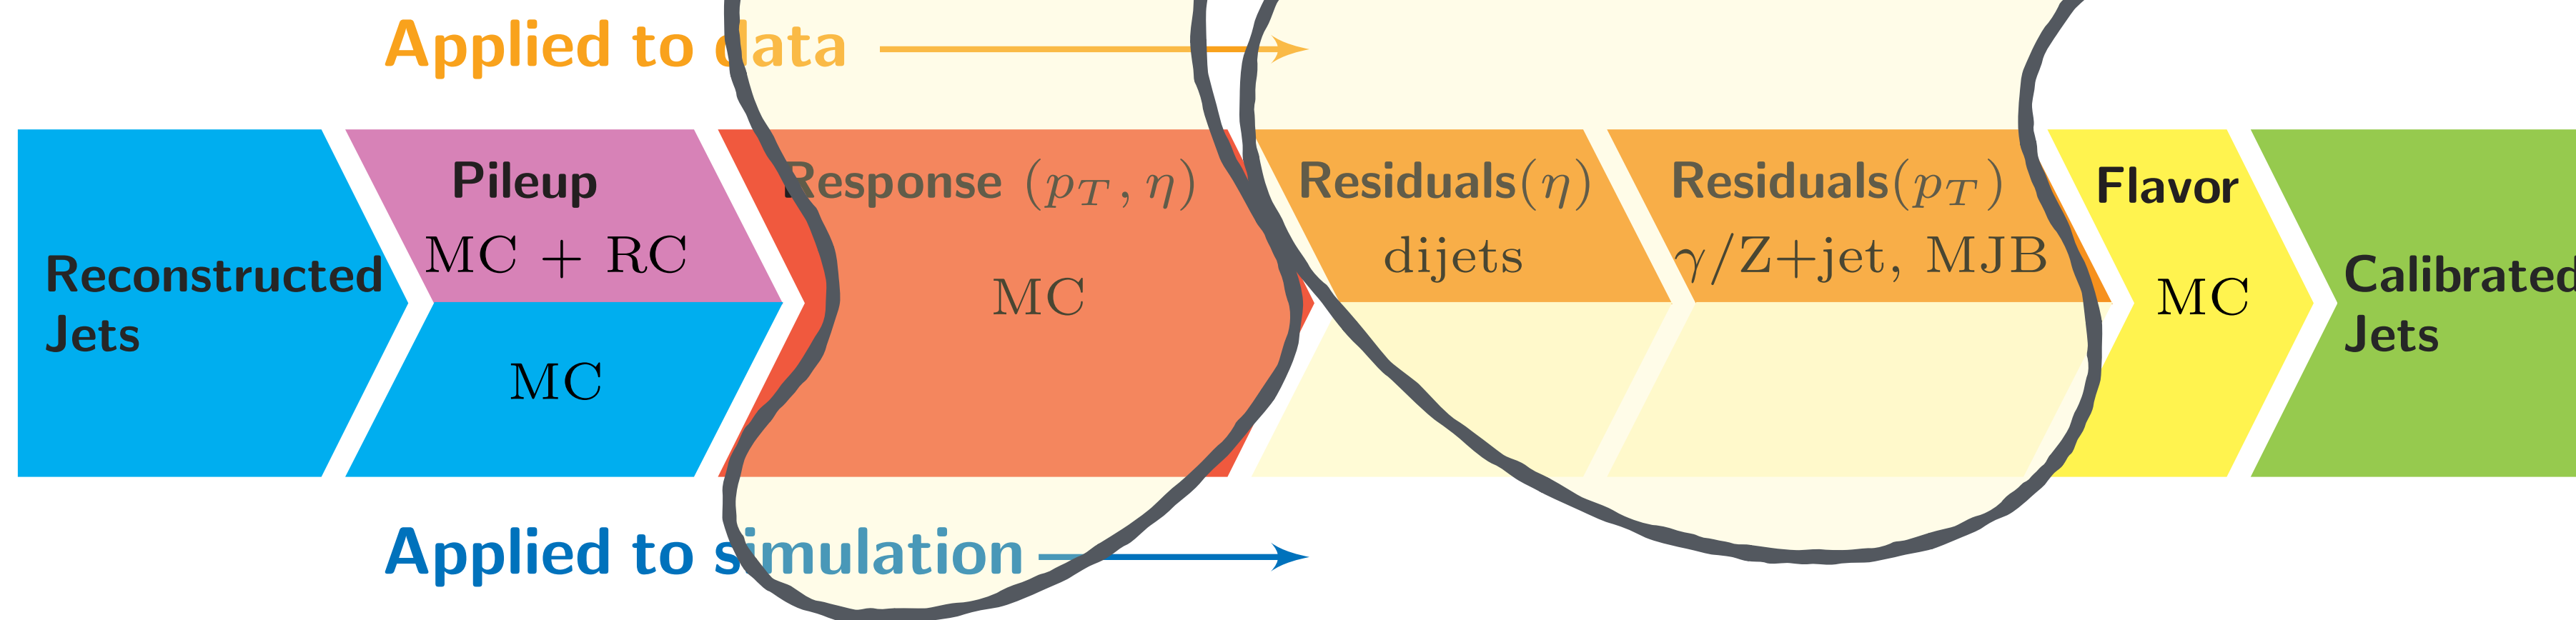 Applied to data
Reconstructed
Jets
Pileup
MC + RC
MC
Response (p_T, η)
MC
Residuals(η)
dijets
Residuals(p_T)
γ/Z+jet, MJB
Flavor
MC
Calibrated
Jets
Applied to simulation